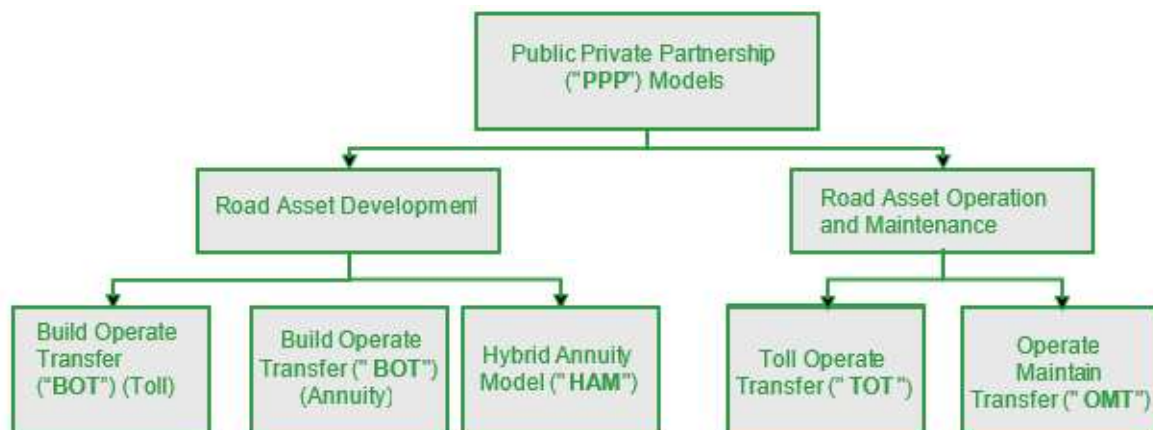 Public Private Partnership
("PPP") Models
Road Asset Development
Road Asset Operation
and Maintenance
Build Operate
Transfer
("BOT") (Toll)
Build Operate
Transfer (" BOT")
(Annuity)
Hybrid Annuity
Model (" HAM")
Toll Operate
Transfer (" TOT")
Operate
Maintain
Transfer (" OMT")